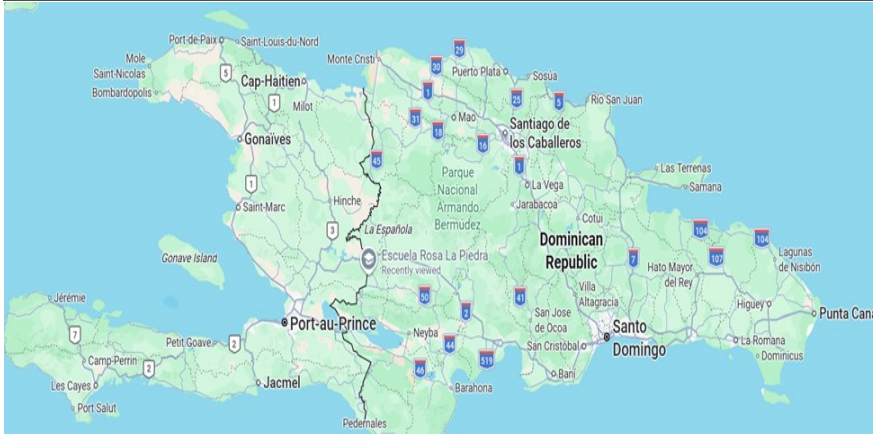 Port-de-Paix
Saint-Louis-du-Nord
Mole
Saint-Nicolas
Bombardopolis
5
Cap-Haitien
1
Milot
Gonaïves
1
Saint-Marc
Hinche
3
Gonave Island
Jérémie
7
Camp-Perrin
2
Les Cayes
Port Salut
Petit Goave
2
Port-au-Prince
Jacmel
La Española
Escuela Rosa La Piedra
Recently viewed
Monte Cristi
29
30
Puerto Plata
Sosúa
1
25
5
Rio San Juan
31
Mao
18
Santiago de
los Caballeros
16
45
1
Parque
Nacional
Armando
Bermúdez
La Vega
Jarabacoa
Las Terrenas
Samana
Cotui
Dominican
Republic
104
104
7
107
Hato Mayor
del Rey
Lagunas
de Nisibón
Villa
Altagracia
Higuey
Punta Cana
50
2
41
San Jose
de Ocoa
Neyba
44
46
519
San Cristóbal
Santo
Domingo
La Romana
Dominicus
Bani
Barahona
Pedernales